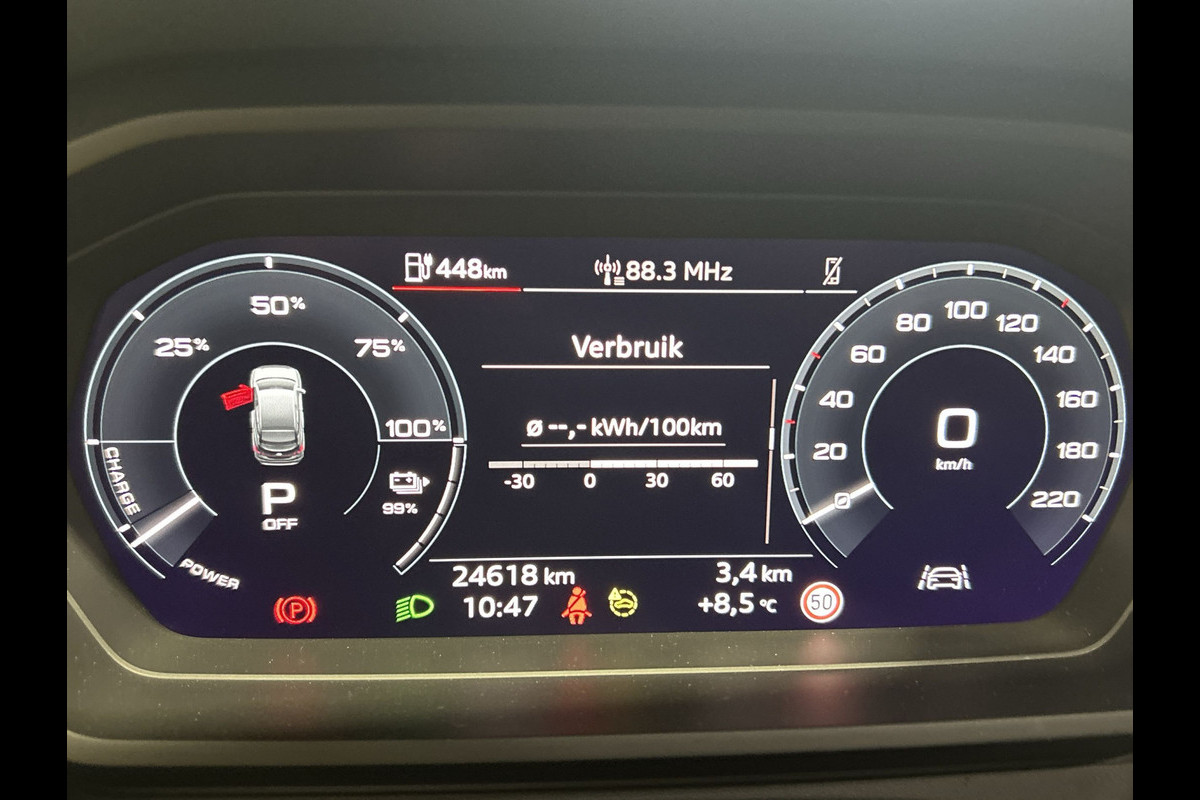 448 km
88.3 MHz
25%
50%
75%
100%
CHARGE
POWER
P
OFF
99%
Verbruik
ø --,- kWh/100km
-30 0 30 60
24618 km
10:47
3,4 km
+8,5 °C
50
P
0
20
40
60
80
100
120
140
160
180
220
0
km/h